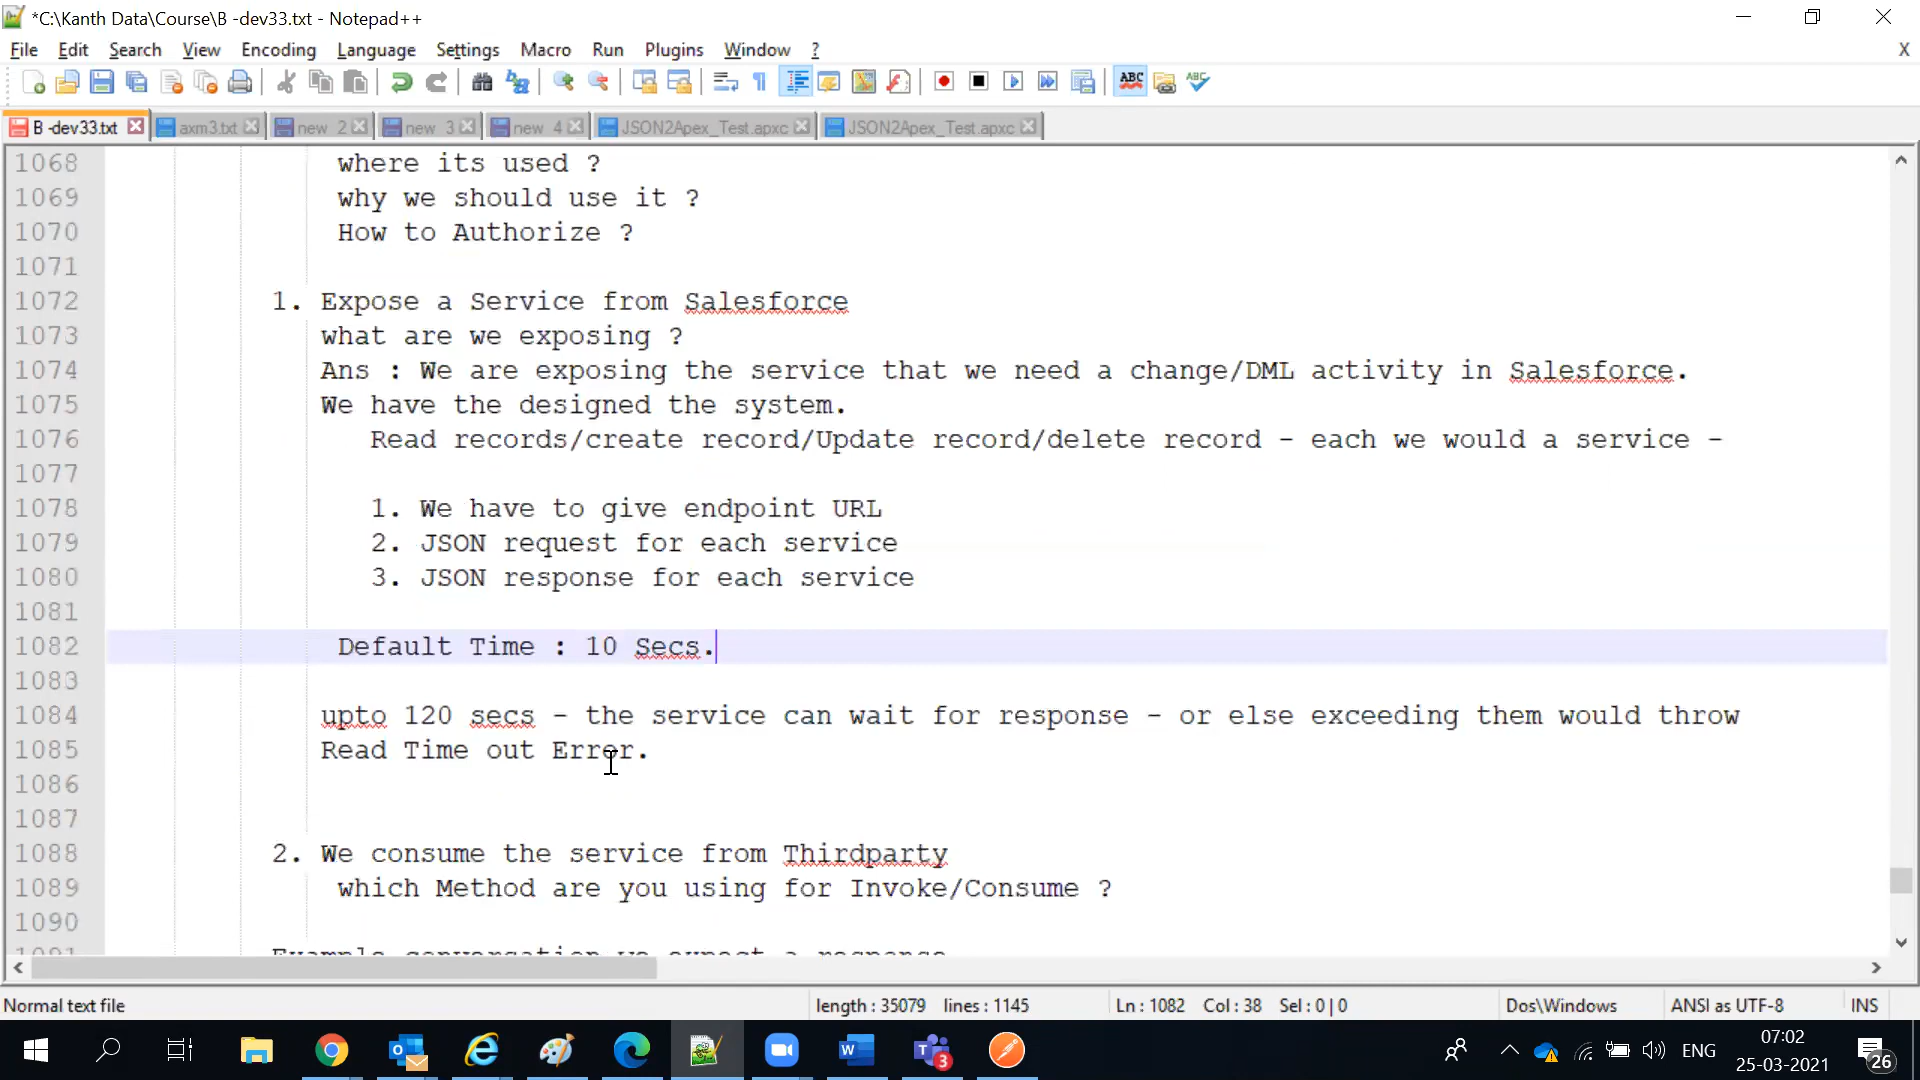 *C:\Kanth Data\Course\B -dev33.txt - Notepad++
File Edit Search View Encoding Language Settings Macro Run Plugins Window ? X
B -dev33.txt axm3.txt new 2 new 3 new 4 JSON2Apex_Test.apxc JSON2Apex_Test.apxc
1068 where its used ?
1069 why we should use it ?
1070 How to Authorize ?
1071
1072 1. Expose a Service from Salesforce
1073 what are we exposing ?
1074 Ans : We are exposing the service that we need a change/DML activity in Salesforce.
1075 We have the designed the system.
1076 Read records/create record/Update record/delete record - each we would a service -
1077
1078 1. We have to give endpoint URL
1079 2. JSON request for each service
1080 3. JSON response for each service
1081
1082 Default Time : 10 Secs.
1083
1084 upto 120 secs - the service can wait for response - or else exceeding them would throw
1085 Read Time out Error.
1086
1087
1088 2. We consume the service from Thirdparty
1089 which Method are you using for Invoke/Consume ?
1090
1091 Example conversation we expect a response
Normal text file length : 35079 lines : 1145 Ln : 1082 Col : 38 Sel : 0 | 0 Dos\Windows ANSI as UTF-8 INS
ENG 07:02
25-03-2021
3
26